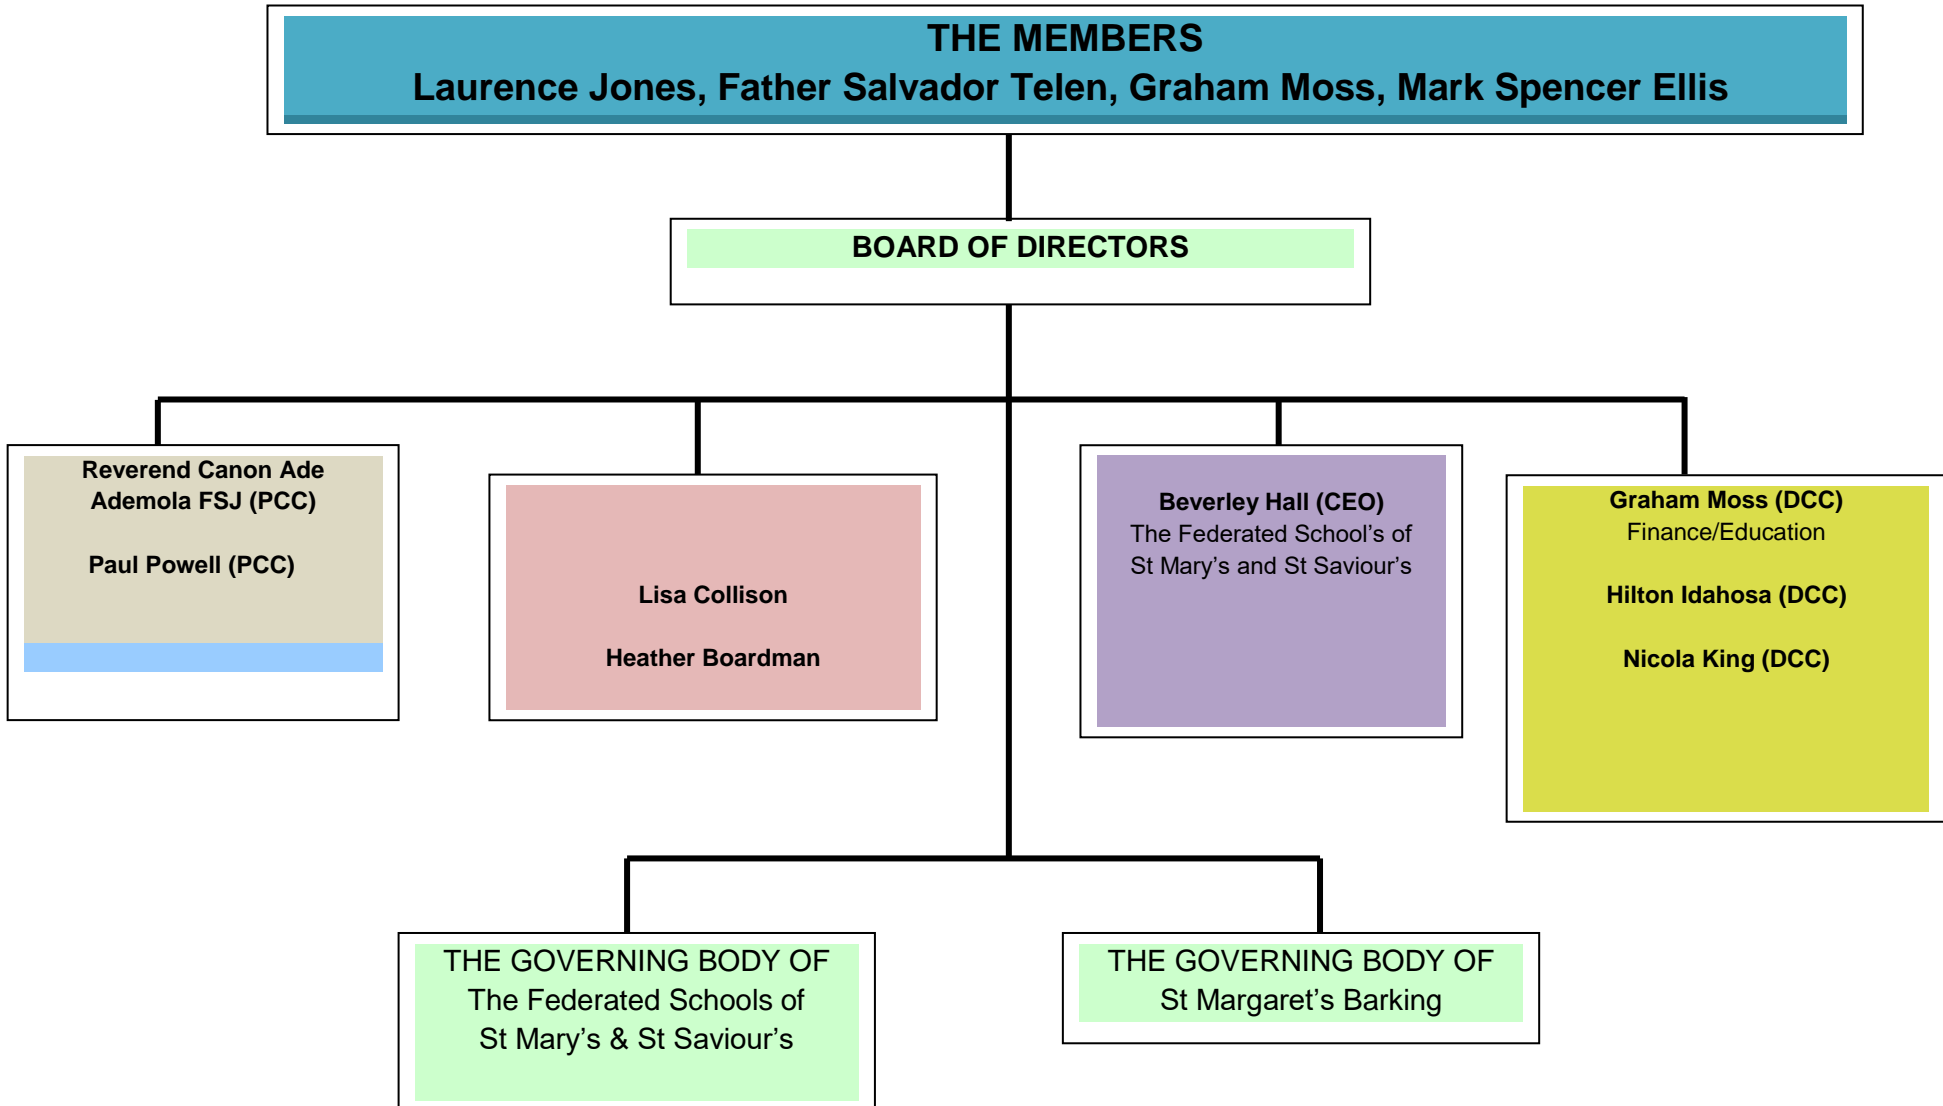 THE MEMBERS
Laurence Jones, Father Salvador Telen, Graham Moss, Mark Spencer Ellis
BOARD OF DIRECTORS
Reverend Canon Ade
Ademola FSJ (PCC)
Paul Powell (PCC)
Lisa Collison
Heather Boardman
Beverley Hall (CEO)
The Federated School’s of
St Mary’s and St Saviour’s
Graham Moss (DCC)
Finance/Education
Hilton Idahosa (DCC)
Nicola King (DCC)
THE GOVERNING BODY OF
The Federated Schools of
St Mary’s & St Saviour’s
THE GOVERNING BODY OF
St Margaret’s Barking